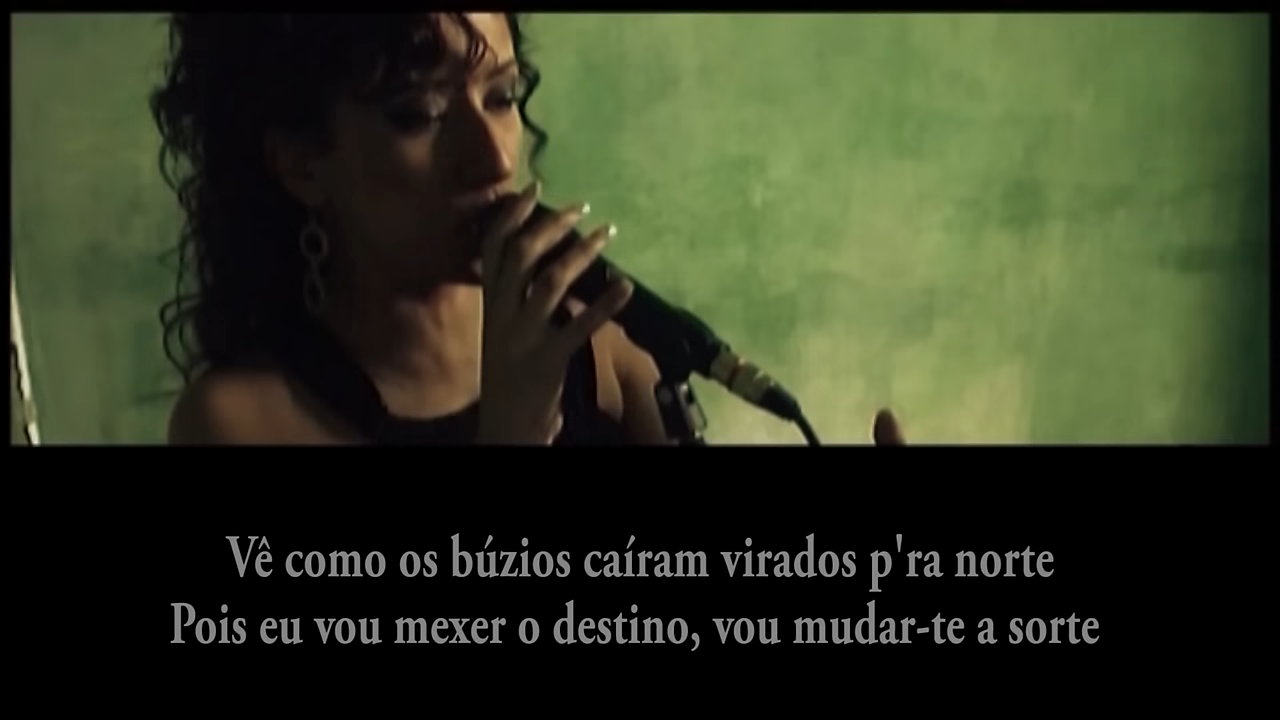 Vê como os búzios caíram virados p'ra norte
Pois eu vou mexer o destino, vou mudar-te a sorte